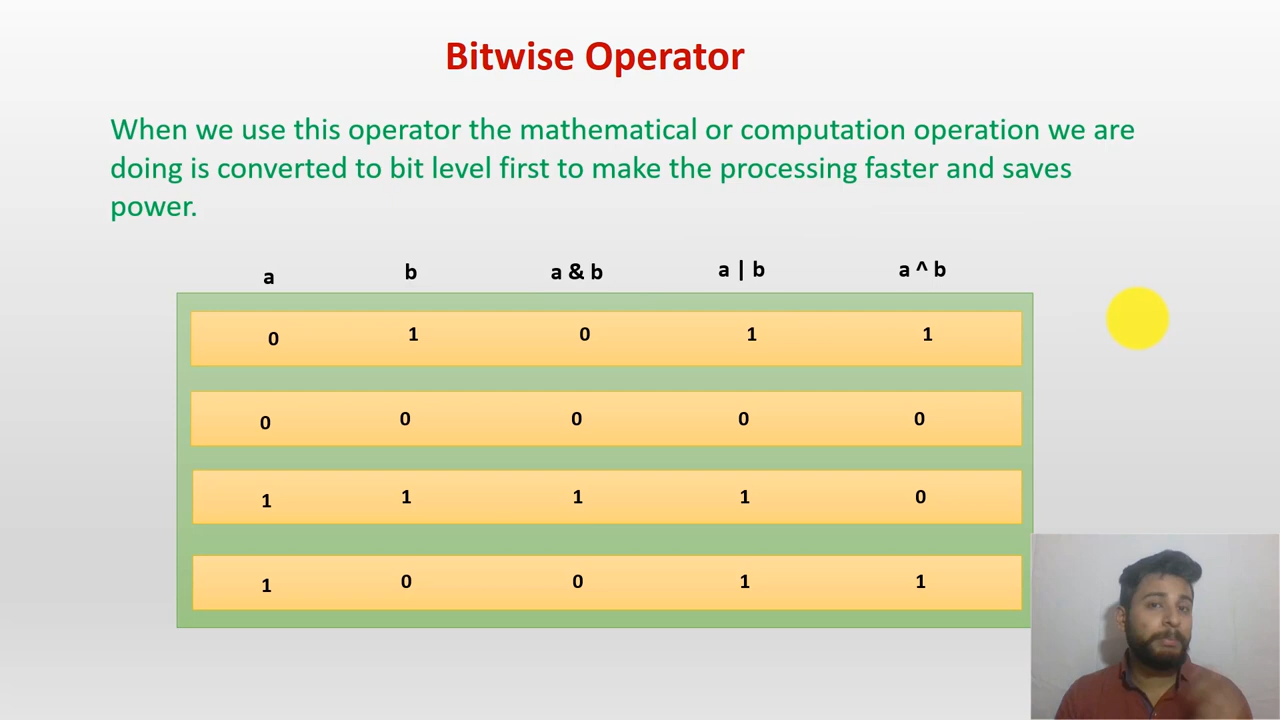 Bitwise Operator
When we use this operator the mathematical or computation operation we are
doing is converted to bit level first to make the processing faster and saves
power.
a b a & b a | b a ^ b
0 1 0 1 1
0 0 0 0 0
1 1 1 1 0
1 0 0 1 1